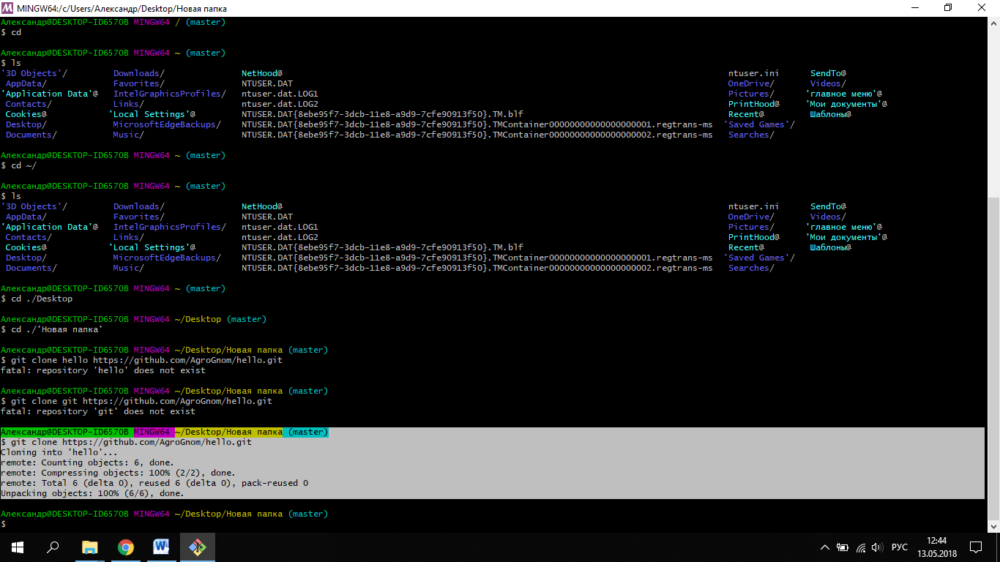 MINGW64:/c/Users/Александр/Desktop/Новая папка
Александр@DESKTOP-ID657OB MINGW64 / (master)
$ cd
Александр@DESKTOP-ID657OB MINGW64 ~ (master)
$ ls
'3D Objects'/ Downloads/ NetHood@ ntuser.ini SendTo@
AppData/ Favorites/ NTUSER.DAT OneDrive/ Videos/
'Application Data'@ IntelGraphicsProfiles/ ntuser.dat.LOG1 Pictures/ 'главное меню'@
Contacts/ Links/ ntuser.dat.LOG2 PrintHood@ 'Мои документы'@
Cookies@ 'Local Settings'@ NTUSER.DAT{8ebe95f7-3dcb-11e8-a9d9-7cfe90913f50}.TM.blf Recent@ Шаблоны@
Desktop/ MicrosoftEdgeBackups/ NTUSER.DAT{8ebe95f7-3dcb-11e8-a9d9-7cfe90913f50}.TMContainer00000000000000000001.regtrans-ms 'Saved Games'/
Documents/ Music/ NTUSER.DAT{8ebe95f7-3dcb-11e8-a9d9-7cfe90913f50}.TMContainer00000000000000000002.regtrans-ms Searches/
Александр@DESKTOP-ID657OB MINGW64 ~ (master)
$ cd ~/
Александр@DESKTOP-ID657OB MINGW64 ~ (master)
$ ls
'3D Objects'/ Downloads/ NetHood@ ntuser.ini SendTo@
AppData/ Favorites/ NTUSER.DAT OneDrive/ Videos/
'Application Data'@ IntelGraphicsProfiles/ ntuser.dat.LOG1 Pictures/ 'главное меню'@
Contacts/ Links/ ntuser.dat.LOG2 PrintHood@ 'Мои документы'@
Cookies@ 'Local Settings'@ NTUSER.DAT{8ebe95f7-3dcb-11e8-a9d9-7cfe90913f50}.TM.blf Recent@ Шаблоны@
Desktop/ MicrosoftEdgeBackups/ NTUSER.DAT{8ebe95f7-3dcb-11e8-a9d9-7cfe90913f50}.TMContainer00000000000000000001.regtrans-ms 'Saved Games'/
Documents/ Music/ NTUSER.DAT{8ebe95f7-3dcb-11e8-a9d9-7cfe90913f50}.TMContainer00000000000000000002.regtrans-ms Searches/
Александр@DESKTOP-ID657OB MINGW64 ~ (master)
$ cd ./Desktop
Александр@DESKTOP-ID657OB MINGW64 ~/Desktop (master)
$ cd ./'Новая папка'
Александр@DESKTOP-ID657OB MINGW64 ~/Desktop/Новая папка (master)
$ git clone hello https://github.com/AgroGnom/hello.git
fatal: repository 'hello' does not exist
Александр@DESKTOP-ID657OB MINGW64 ~/Desktop/Новая папка (master)
$ git clone git https://github.com/AgroGnom/hello.git
fatal: repository 'git' does not exist
Александр@DESKTOP-ID657OB MINGW64 ~/Desktop/Новая папка (master)
$ git clone https://github.com/AgroGnom/hello.git
Cloning into 'hello'...
remote: Counting objects: 6, done.
remote: Compressing objects: 100% (2/2), done.
remote: Total 6 (delta 0), reused 6 (delta 0), pack-reused 0
Unpacking objects: 100% (6/6), done.
Александр@DESKTOP-ID657OB MINGW64 ~/Desktop/Новая папка (master)
$
РУС
12:44
13.05.2018